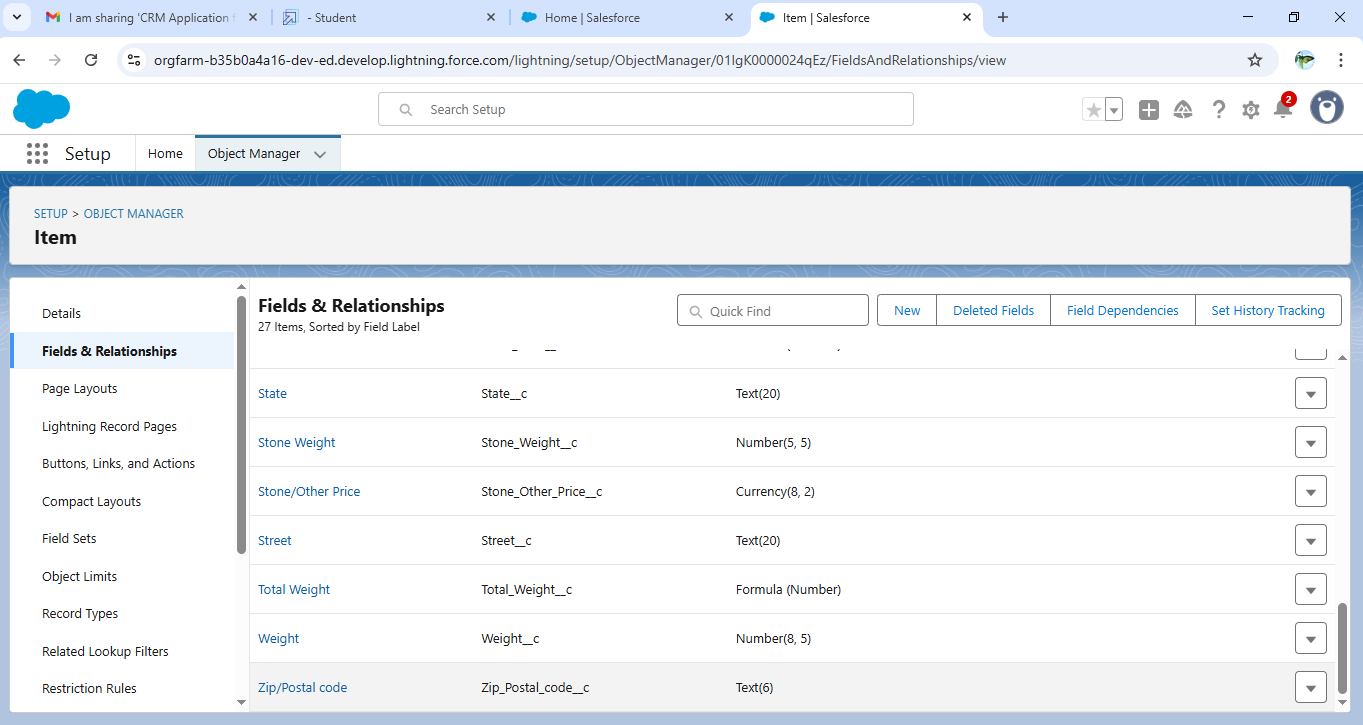 I am sharing 'CRM Application
- Student
Home | Salesforce
Item | Salesforce
orgfarm-b35b0a4a16-dev-ed.develop.lightning.force.com/lightning/setup/ObjectManager/01IgK0000024qEz/FieldsAndRelationships/view
Search Setup
2
Setup
Home
Object Manager
SETUP > OBJECT MANAGER
Item
Details
Fields & Relationships
Page Layouts
Lightning Record Pages
Buttons, Links, and Actions
Compact Layouts
Field Sets
Object Limits
Record Types
Related Lookup Filters
Restriction Rules
Fields & Relationships
27 Items, Sorted by Field Label
Quick Find
New
Deleted Fields
Field Dependencies
Set History Tracking
State State__c Text(20)
Stone Weight Stone_Weight__c Number(5, 5)
Stone/Other Price Stone_Other_Price__c Currency(8, 2)
Street Street__c Text(20)
Total Weight Total_Weight__c Formula (Number)
Weight Weight__c Number(8, 5)
Zip/Postal code Zip_Postal_code__c Text(6)